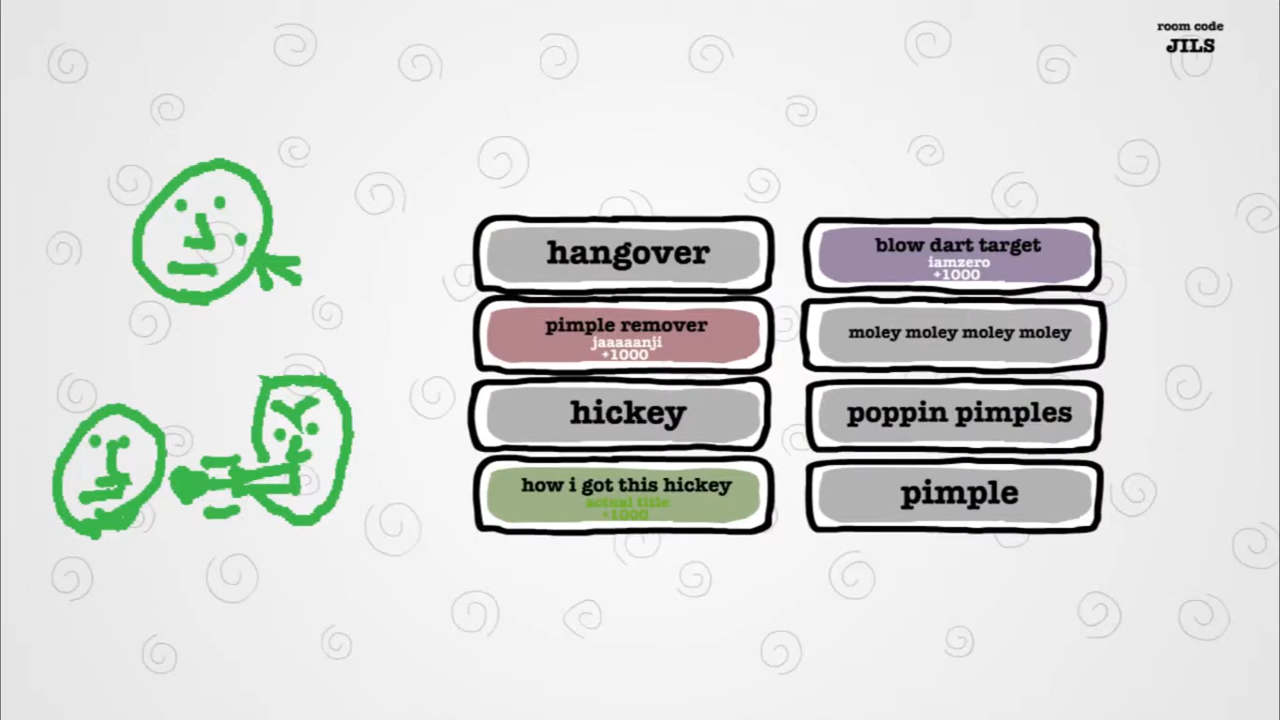 room code
JILS
hangover
blow dart target
iamzero
+1000
pimple remover
jaaaaanji
+1000
moley moley moley moley
hickey
poppin pimples
how i got this hickey
actual title
+1000
pimple